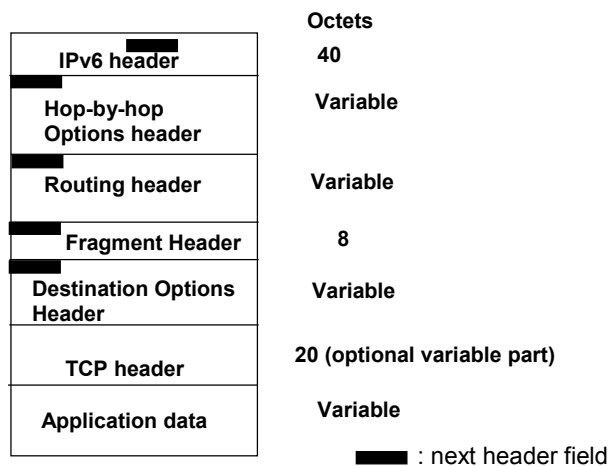 Octets
IPv6 header
40
Hop-by-hop
Options header
Variable
Routing header
Variable
Fragment Header
8
Destination Options
Header
Variable
TCP header
20 (optional variable part)
Application data
Variable
: next header field